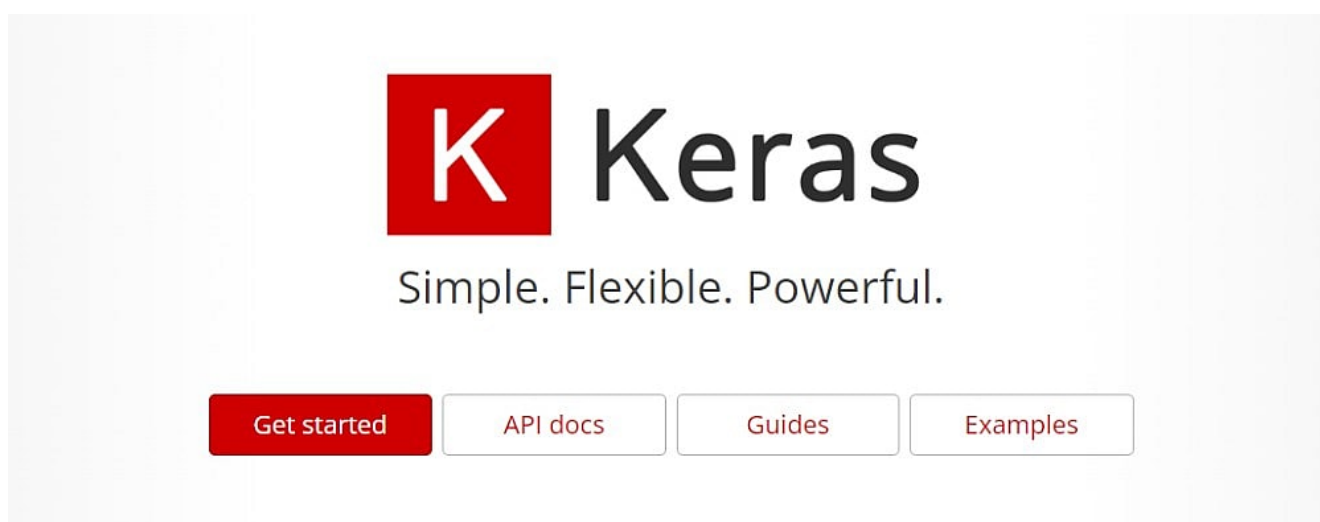 K Keras
Simple. Flexible. Powerful.
Get started API docs Guides Examples